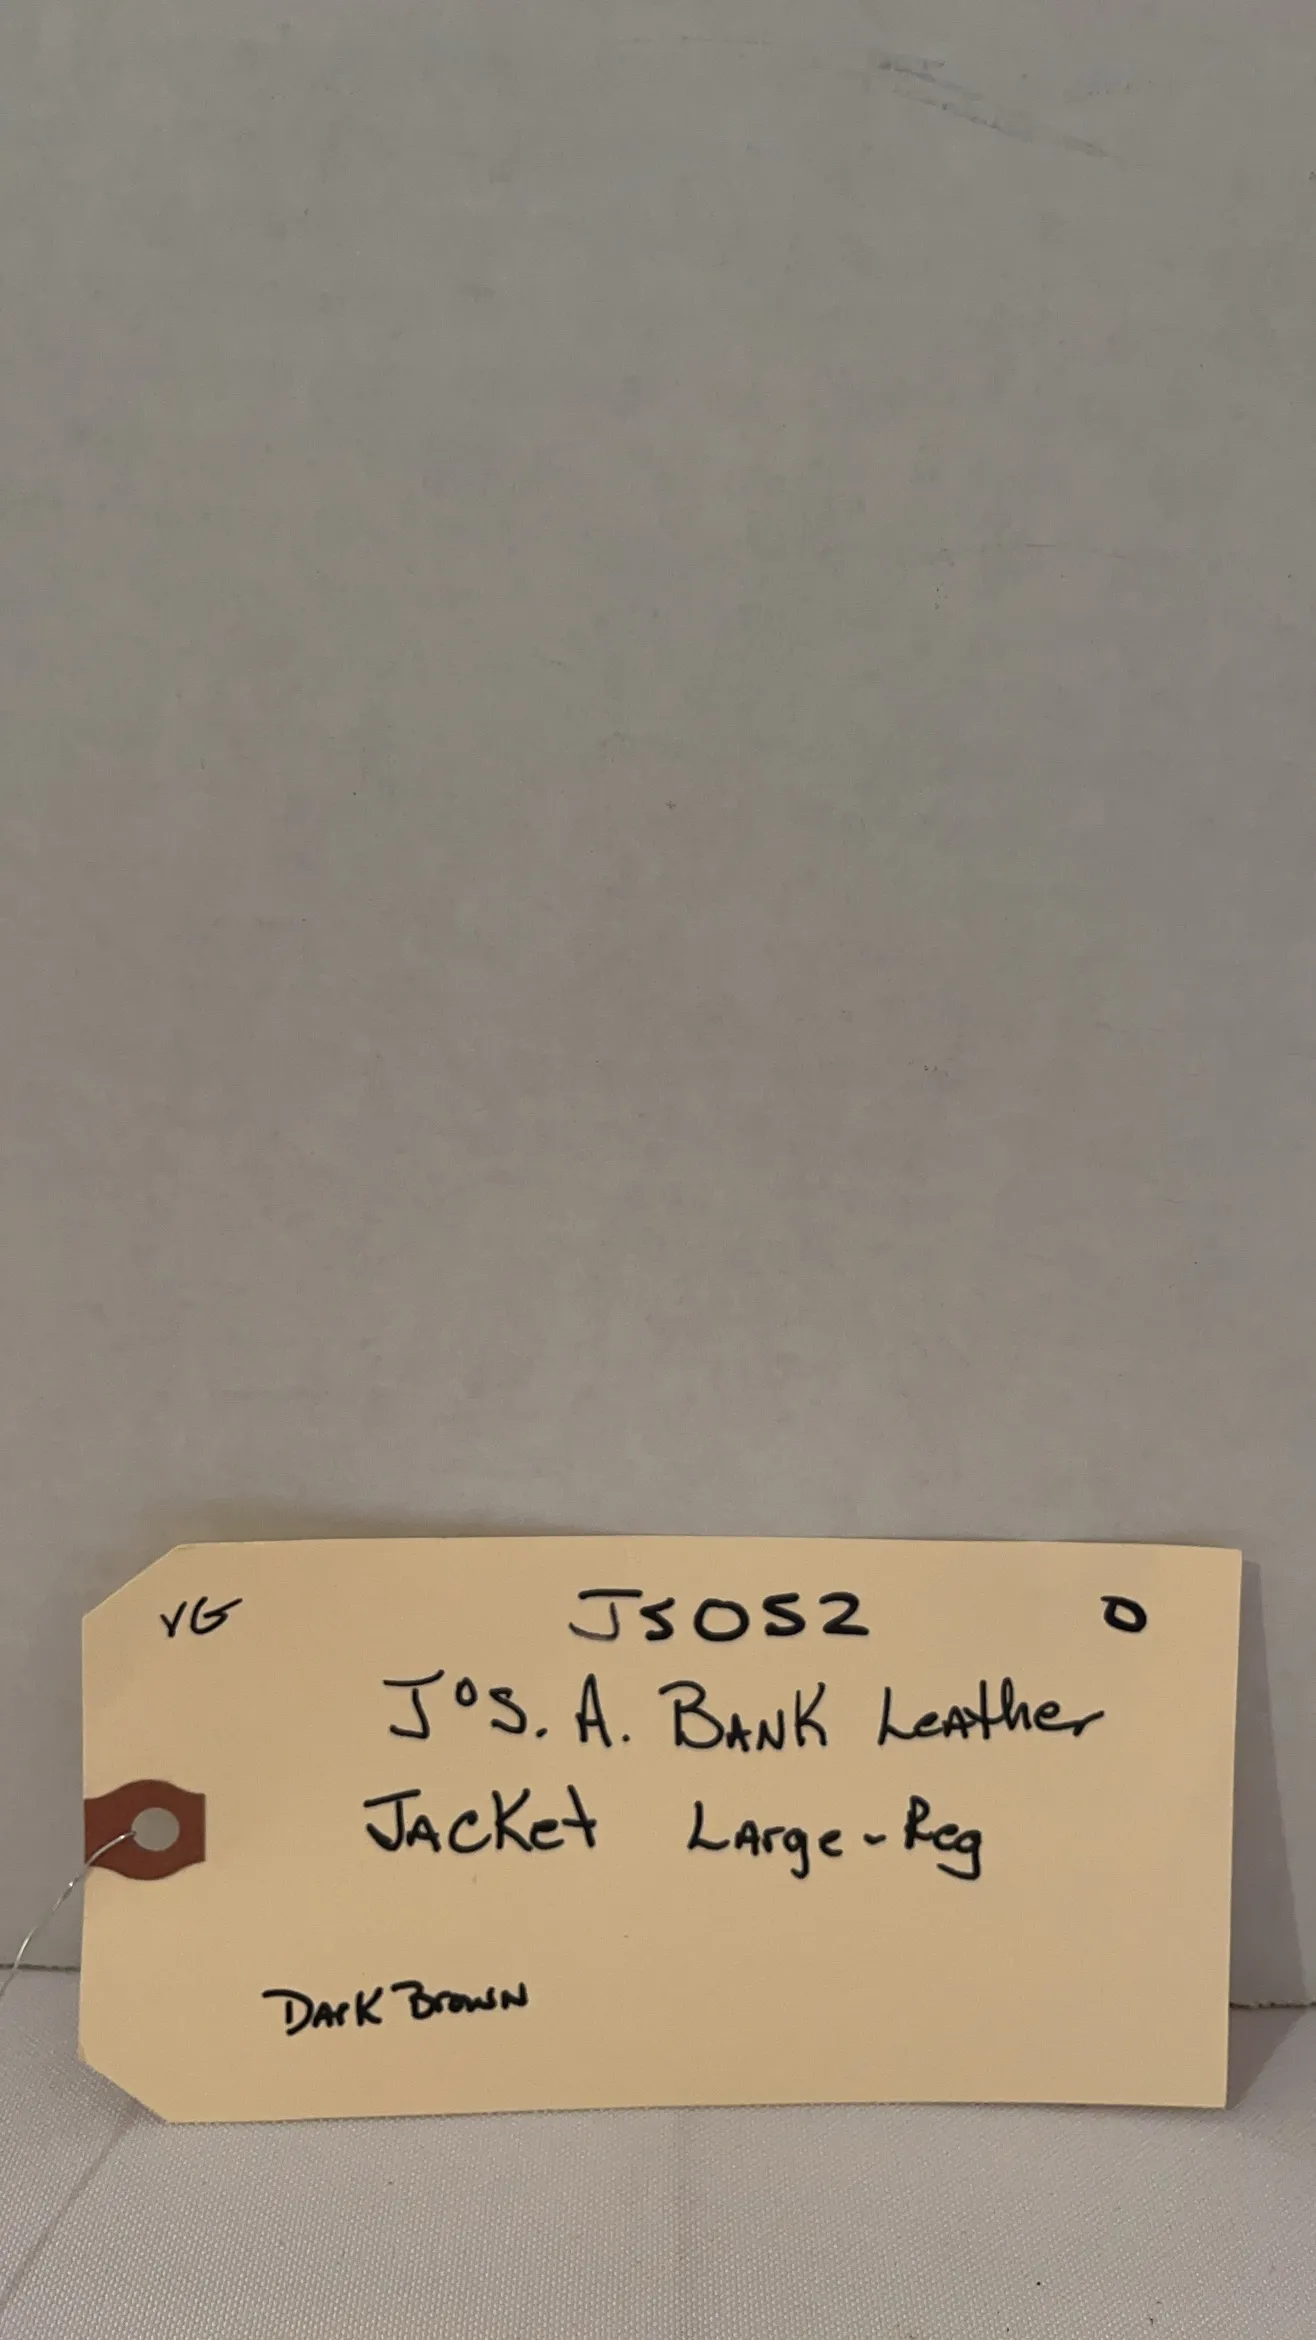 VG JS052 O
Jos. A. BANK Leather
JACKet Large-Reg
Dark Brown